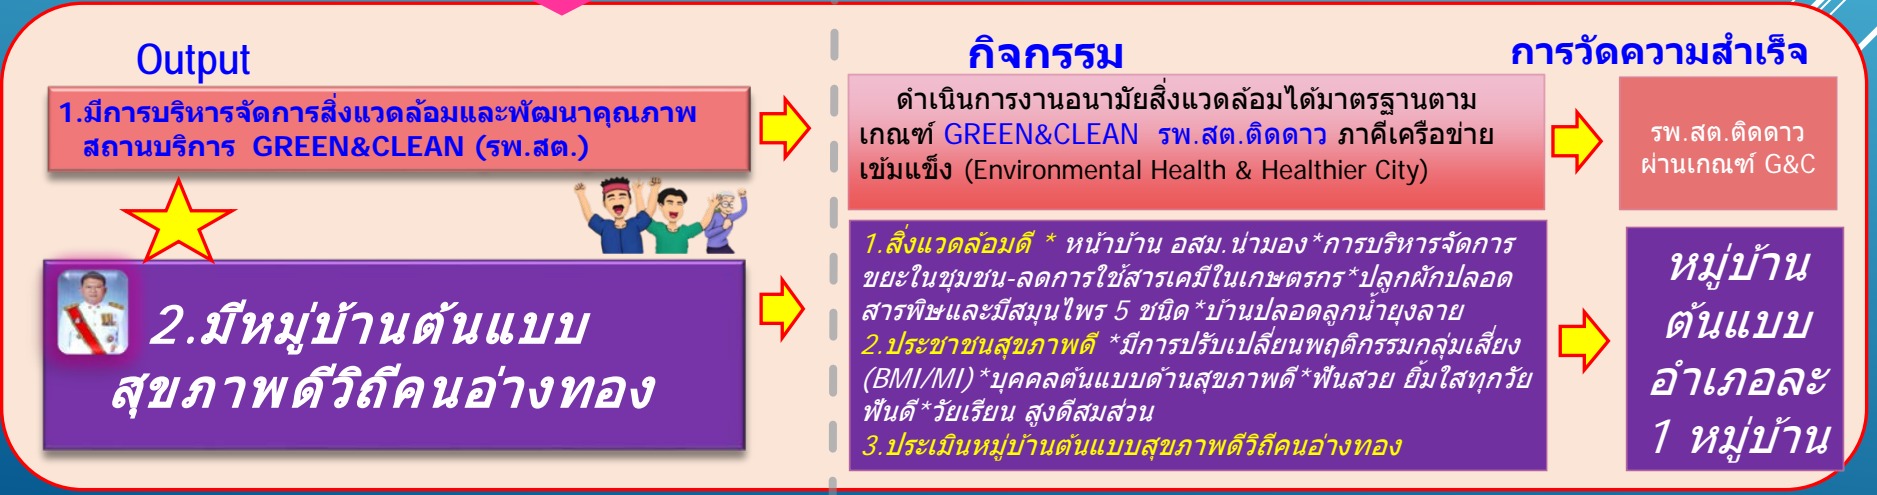 Output
1.มีการบริหารจัดการสิ่งแวดล้อมและพัฒนาคุณภาพ
สถานบริการ GREEN&CLEAN (รพ.สต.)
2.มีหมู่บ้านต้นแบบ
สุขภาพดีวิถีคนอ่างทอง
กิจกรรม
ดำเนินการงานอนามัยสิ่งแวดล้อมได้มาตรฐานตาม
เกณฑ์ GREEN&CLEAN รพ.สต.ติดดาว ภาคีเครือข่าย
เข้มแข็ง (Environmental Health & Healthier City)
1.สิ่งแวดล้อมดี * หน้าบ้าน อสม.น่ามอง*การบริหารจัดการ
ขยะในชุมชน-ลดการใช้สารเคมีในเกษตรกร*ปลูกผักปลอด
สารพิษและมีสมุนไพร 5 ชนิด*บ้านปลอดลูกน้ำยุงลาย
2.ประชาชนสุขภาพดี *มีการปรับเปลี่ยนพฤติกรรมกลุ่มเสี่ยง
(BMI/MI)*บุคคลต้นแบบด้านสุขภาพดี*ฟันสวย ยิ้มใสทุกวัย
ฟันดี*วัยเรียน สูงดีสมส่วน
3.ประเมินหมู่บ้านต้นแบบสุขภาพดีวิถีคนอ่างทอง
การวัดความสำเร็จ
รพ.สต.ติดดาว
ผ่านเกณฑ์ G&C
หมู่บ้าน
ต้นแบบ
อำเภอละ
1 หมู่บ้าน